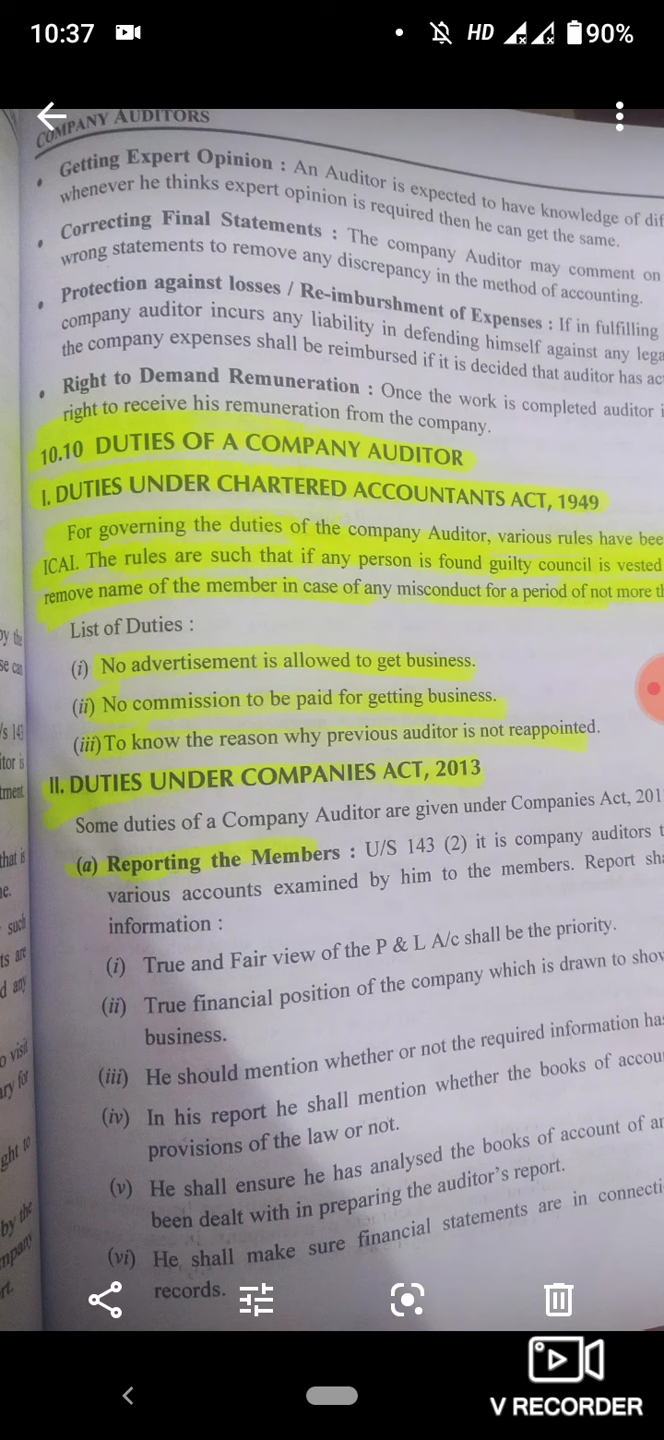 10:37
HD
90%
COMPANY AUDITORS
• Getting Expert Opinion : An Auditor is expected to have knowledge of
whenever he thinks expert opinion is required then he can get the same.
• Correcting Final Statements : The company Auditor may comment on
wrong statements to remove any discrepancy in the method of accounting.
• Protection against losses / Re-imburshment of Expenses : If in fulfilling
company auditor incurs any liability in defending himself against any
the company expenses shall be reimbursed if it is decided that auditor has
• Right to Demand Remuneration : Once the work is completed auditor
right to receive his remuneration from the company.
10.10 DUTIES OF A COMPANY AUDITOR
I. DUTIES UNDER CHARTERED ACCOUNTANTS ACT, 1949
For governing the duties of the company Auditor, various rules have
ICAI. The rules are such that if any person is found guilty council is vested
remove name of the member in case of any misconduct for a period of not more
List of Duties :
(i) No advertisement is allowed to get business.
(ii) No commission to be paid for getting business.
(iii) To know the reason why previous auditor is not reappointed.
II. DUTIES UNDER COMPANIES ACT, 2013
Some duties of a Company Auditor are given under Companies Act,
(a) Reporting the Members : U/S 143 (2) it is company auditors
various accounts examined by him to the members. Report
information :
(i) True and Fair view of the P & L A/c shall be the priority.
(ii) True financial position of the company which is drawn to
business.
(iii) He should mention whether or not the required information
(iv) In his report he shall mention whether the books of
provisions of the law or not.
(v) He shall ensure he has analysed the books of account of
been dealt with in preparing the auditor's report.
(vi) He shall make sure financial statements are in
records.
V RECORDER